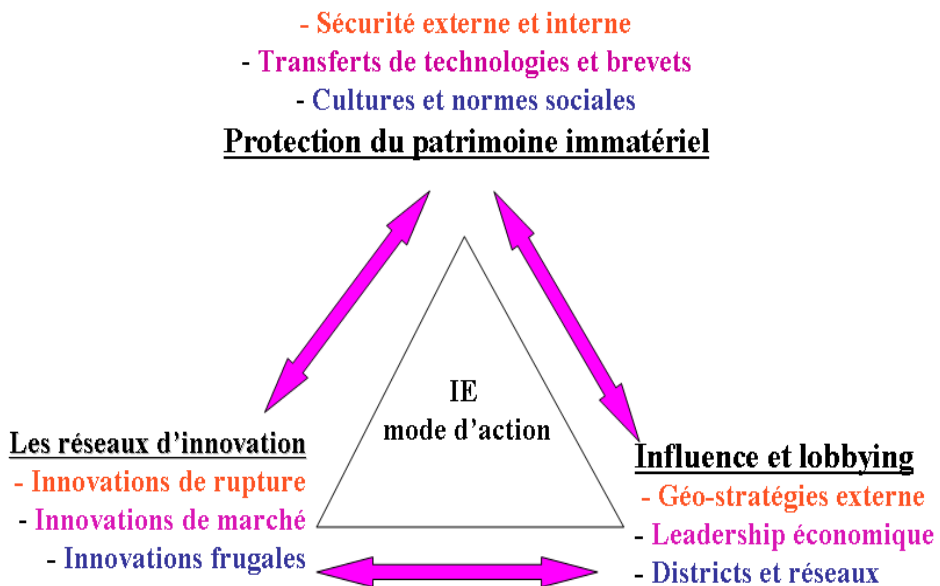 - Sécurité externe et interne
- Transferts de technologies et brevets
- Cultures et normes sociales
Protection du patrimoine immatériel
IE
mode d'action
Les réseaux d'innovation
- Innovations de rupture
- Innovations de marché
- Innovations frugales
Influence et lobbying
- Géo-stratégies externe
- Leadership économique
- Districts et réseaux